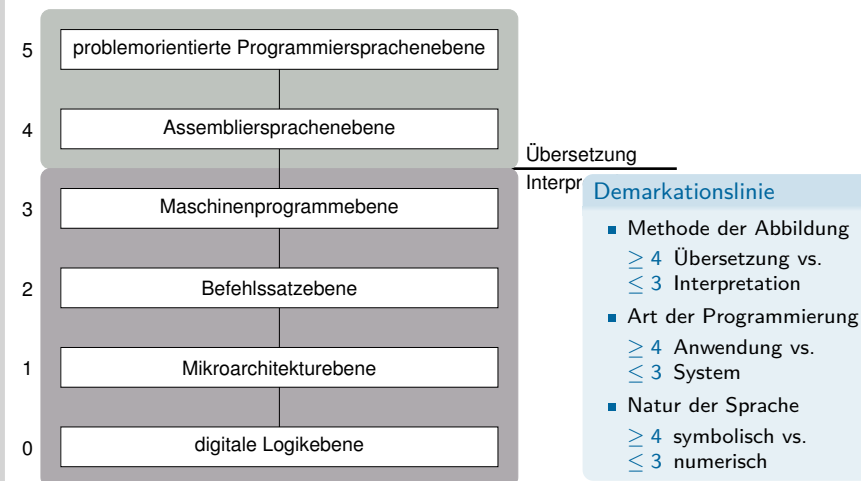 5 problemorientierte Programmiersprachenebene
4 Assembliersprachenebene
Übersetzung
Interpr
3 Maschinenprogrammebene
2 Befehlssatzebene
1 Mikroarchitekturebene
0 digitale Logikebene
Demarkationslinie
Methode der Abbildung
≥ 4 Übersetzung vs.
≤ 3 Interpretation
Art der Programmierung
≥ 4 Anwendung vs.
≤ 3 System
Natur der Sprache
≥ 4 symbolisch vs.
≤ 3 numerisch